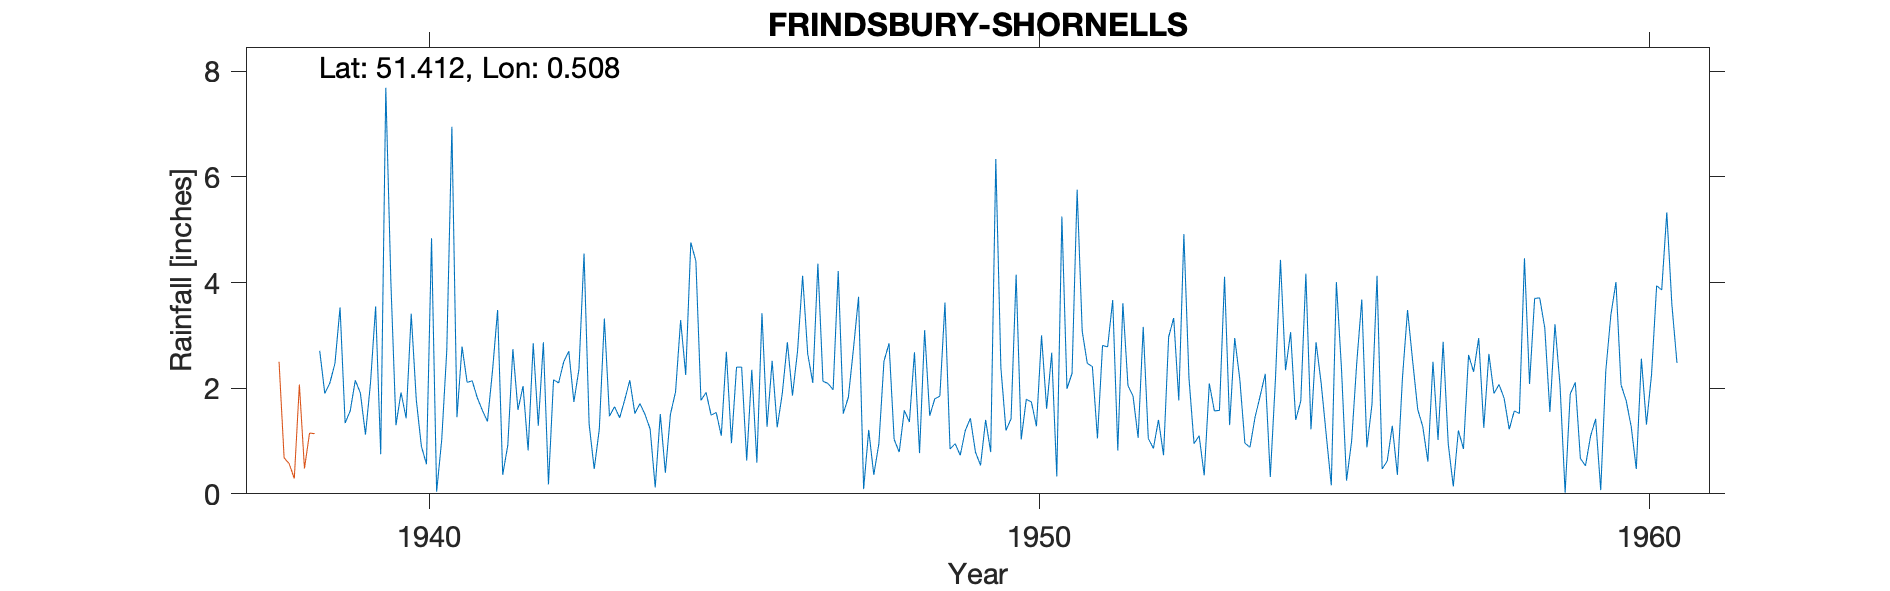 FRINDSBURY-SHORNELLS
Lat: 51.412, Lon: 0.508
8
6
4
2
0
Rainfall [inches]
1940 1950 1960
Year